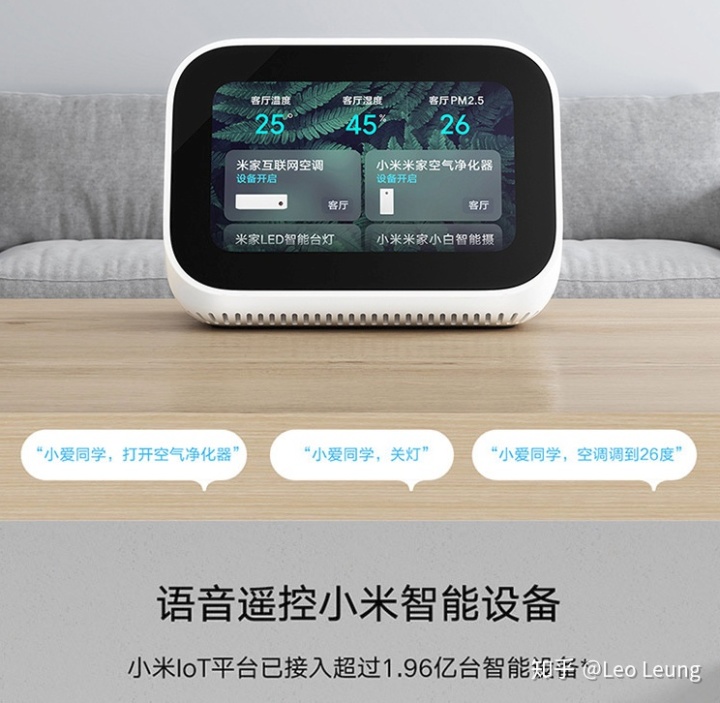 客厅温度 客厅湿度 客厅PM2.5
25° 45% 26
米家互联网空调 小米米家空气净化器
设备开启 设备开启
客厅 客厅
米家LED智能台灯 小米米家小白智能摄
“小爱同学，打开空气净化器” “小爱同学，关灯” “小爱同学，空调调到26度”
语音遥控小米智能设备
小米IoT平台已接入超过1.96亿台智能设备*
知乎 @Leo Leung